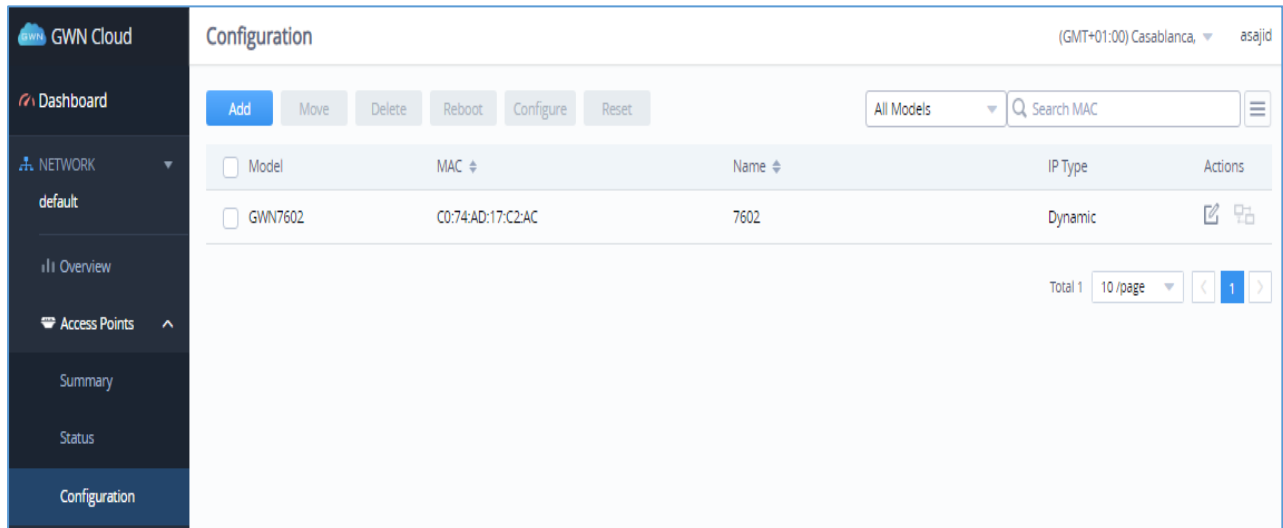 GWN GWN Cloud
Configuration
(GMT+01:00) Casablanca,
asajid
Dashboard
Add
Move
Delete
Reboot
Configure
Reset
All Models
Search MAC
NETWORK
default
Model
MAC
Name
IP Type
Actions
GWN7602
C0:74:AD:17:C2:AC
7602
Dynamic
Overview
Total 1
10 /page
1
Access Points
Summary
Status
Configuration